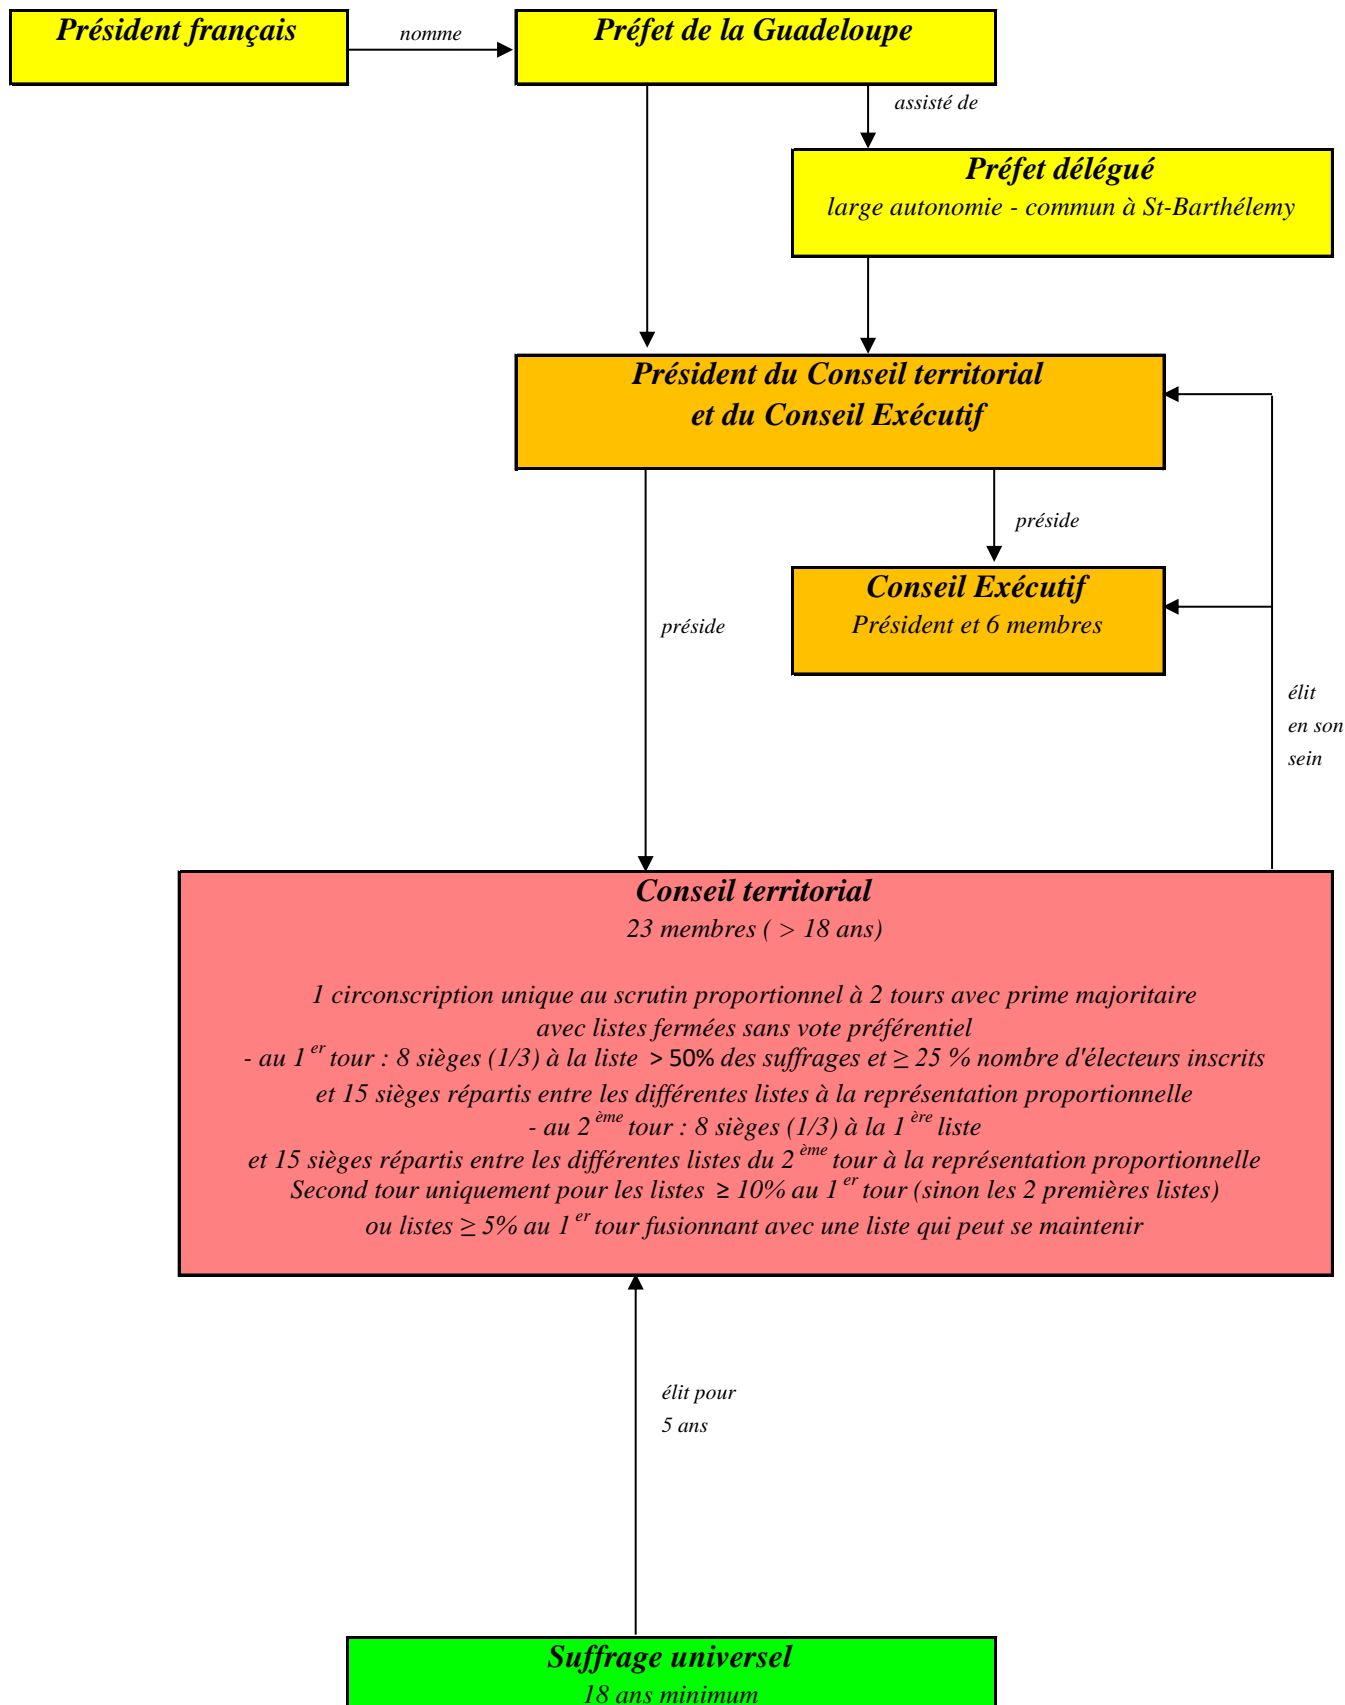 Président français
nomme
Préfet de la Guadeloupe
assisté de
Préfet délégué
large autonomie - commun à St-Barthélemy
Président du Conseil territorial
et du Conseil Exécutif
préside
Conseil Exécutif
Président et 6 membres
préside
élit
en son
sein
Conseil territorial
23 membres ( > 18 ans)
1 circonscription unique au scrutin proportionnel à 2 tours avec prime majoritaire
avec listes fermées sans vote préférentiel
- au 1er tour : 8 sièges (1/3) à la liste > 50% des suffrages et ≥ 25 % nombre d'électeurs inscrits
et 15 sièges répartis entre les différentes listes à la représentation proportionnelle
- au 2ème tour : 8 sièges (1/3) à la 1ère liste
et 15 sièges répartis entre les différentes listes du 2ème tour à la représentation proportionnelle
Second tour uniquement pour les listes ≥ 10% au 1er tour (sinon les 2 premières listes)
ou listes ≥ 5% au 1er tour fusionnant avec une liste qui peut se maintenir
élit pour
5 ans
Suffrage universel
18 ans minimum